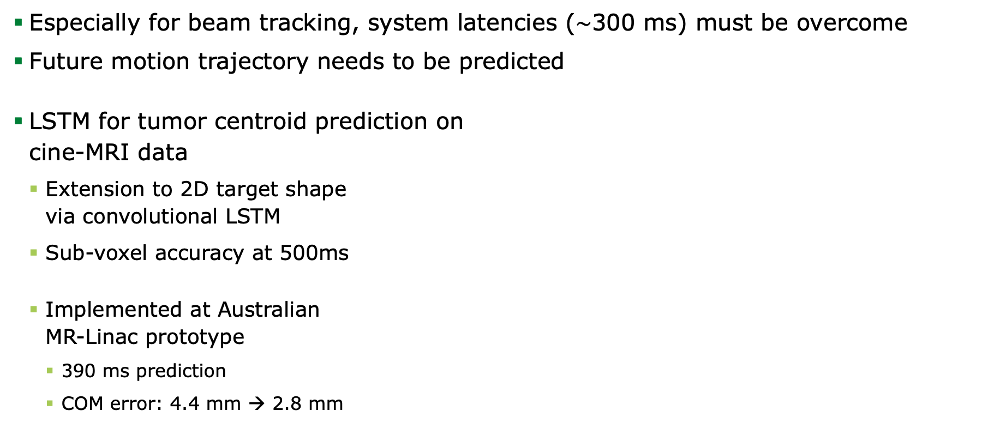 ▪ Especially for beam tracking, system latencies (~300 ms) must be overcome
▪ Future motion trajectory needs to be predicted
▪ LSTM for tumor centroid prediction on
cine-MRI data
▪ Extension to 2D target shape
via convolutional LSTM
▪ Sub-voxel accuracy at 500ms
▪ Implemented at Australian
MR-Linac prototype
▪ 390 ms prediction
▪ COM error: 4.4 mm → 2.8 mm